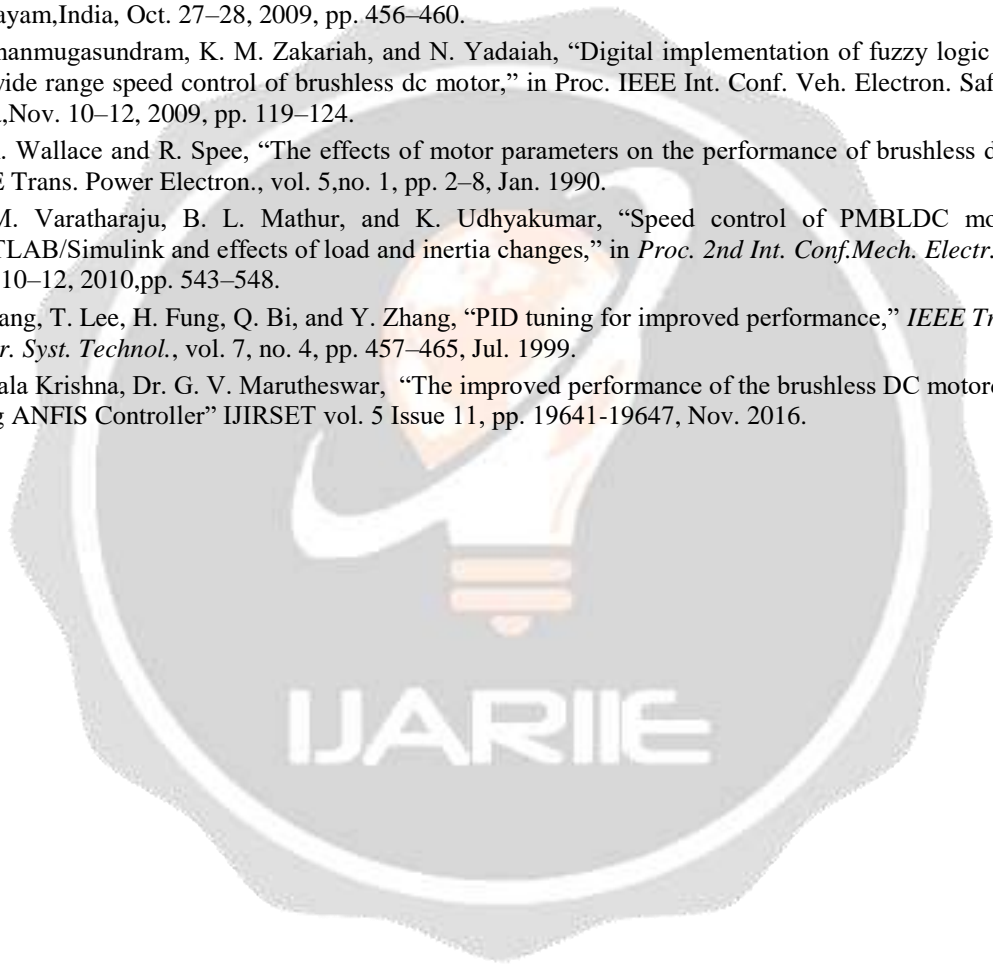 ayam,India, Oct. 27–28, 2009, pp. 456–460.
hanmugasundram, K. M. Zakariah, and N. Yadaiah, “Digital implementation of fuzzy logic
wide range speed control of brushless dc motor,” in Proc. IEEE Int. Conf. Veh. Electron. Saf
,Nov. 10–12, 2009, pp. 119–124.
. Wallace and R. Spee, “The effects of motor parameters on the performance of brushless d
E Trans. Power Electron., vol. 5,no. 1, pp. 2–8, Jan. 1990.
M. Varatharaju, B. L. Mathur, and K. Udhyakumar, “Speed control of PMBLDC mo
TLAB/Simulink and effects of load and inertia changes,” in Proc. 2nd Int. Conf.Mech. Electr.
10–12, 2010,pp. 543–548.
ang, T. Lee, H. Fung, Q. Bi, and Y. Zhang, “PID tuning for improved performance,” IEEE Tr
r. Syst. Technol., vol. 7, no. 4, pp. 457–465, Jul. 1999.
ala Krishna, Dr. G. V. Marutheswar, “The improved performance of the brushless DC motor
g ANFIS Controller” IJIRSET vol. 5 Issue 11, pp. 19641-19647, Nov. 2016.
IJARIIE